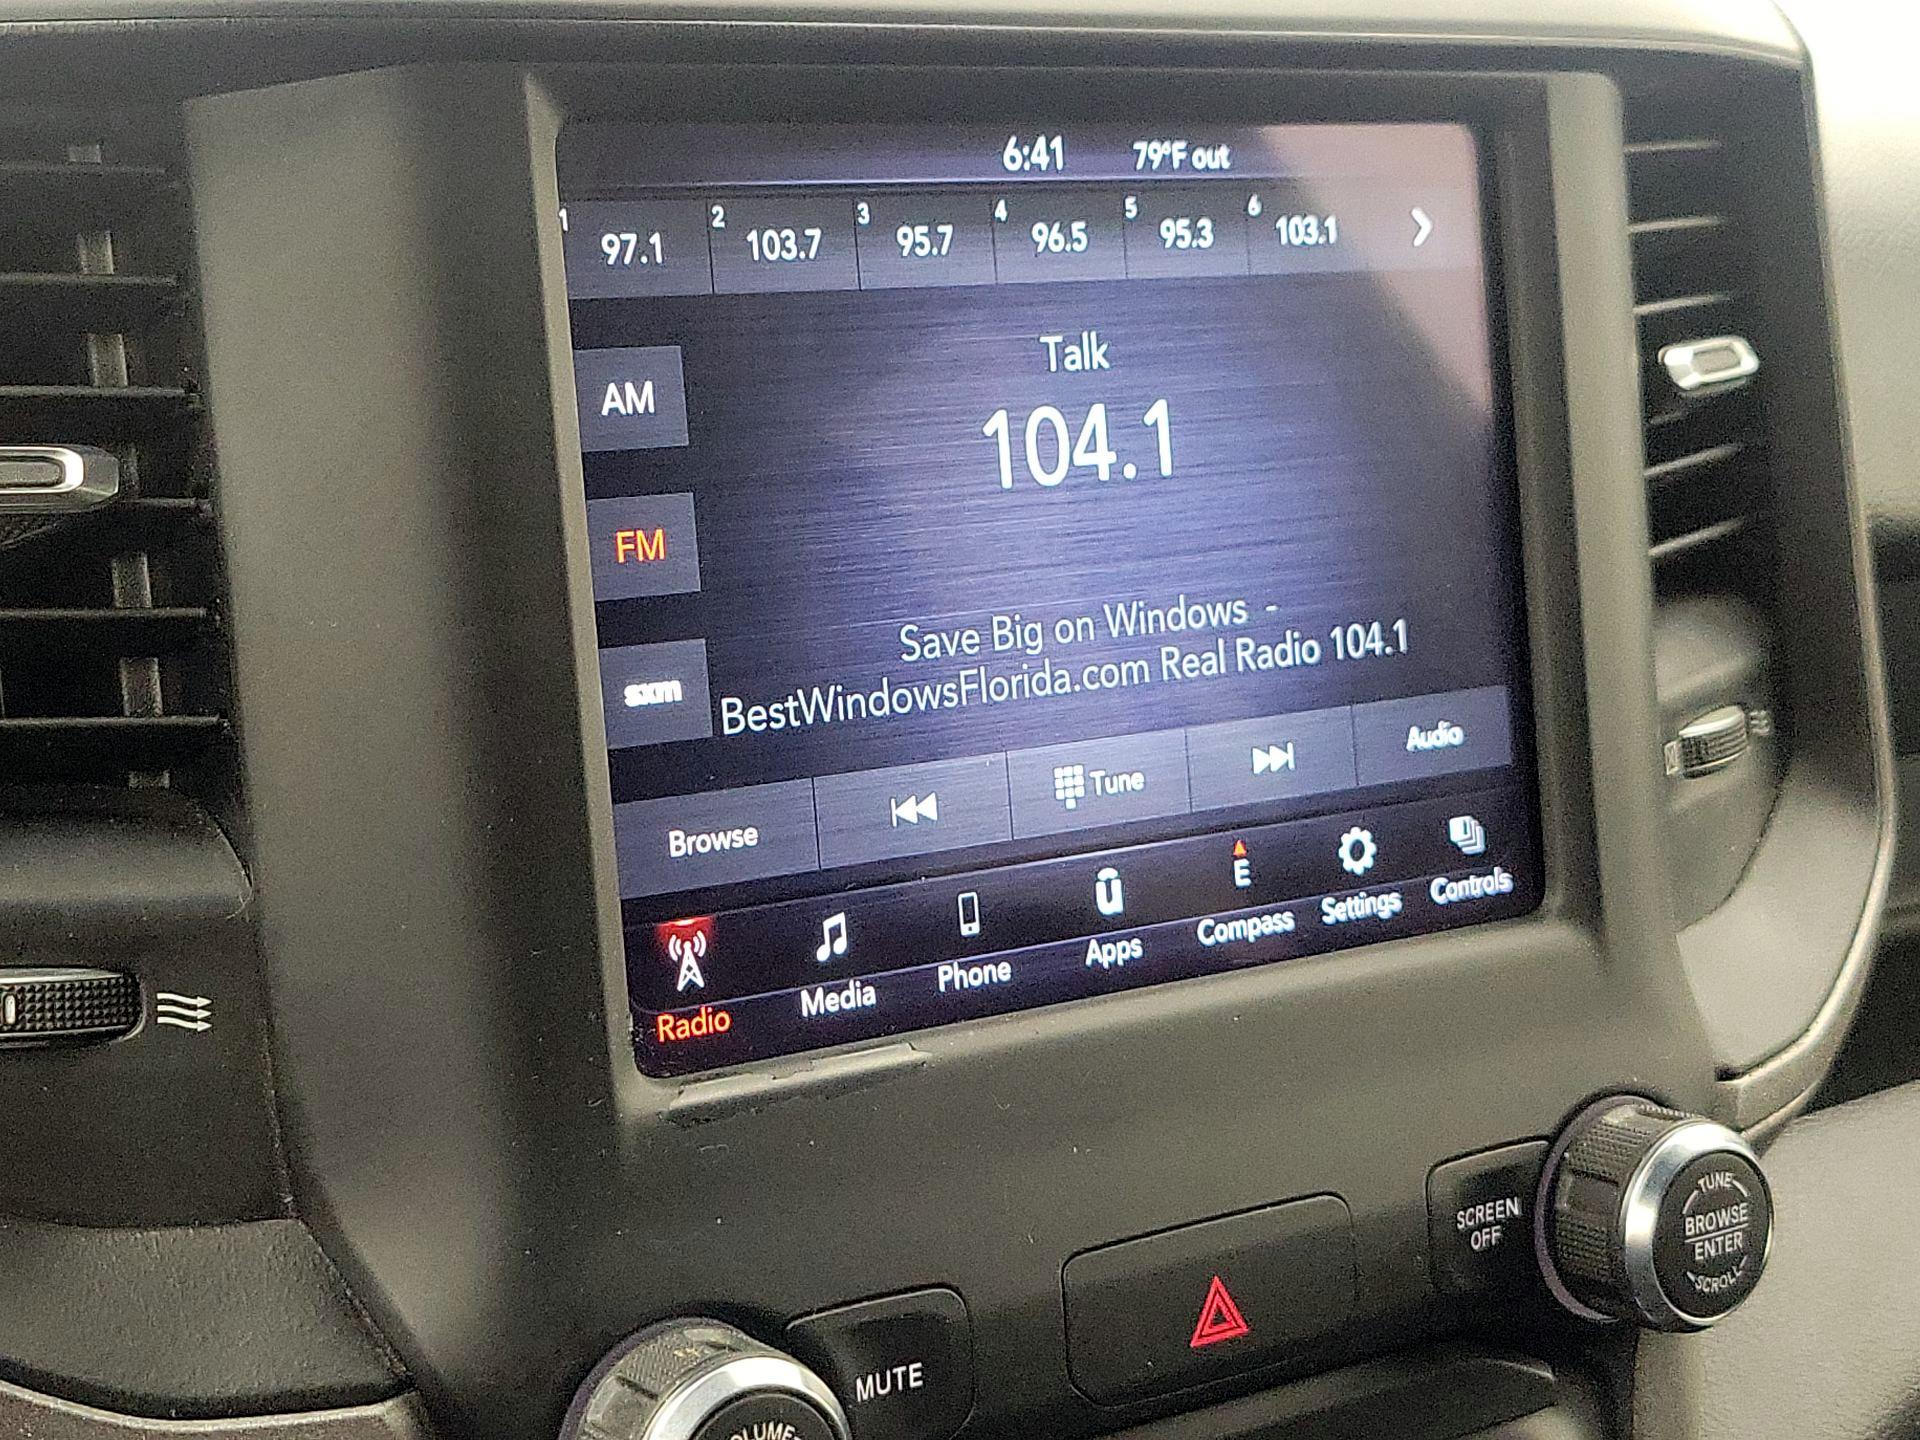 6:41 79°F out
1 97.1 2 103.7 3 95.7 4 96.5 5 95.3 6 103.1
Talk
AM
104.1
FM
Save Big on Windows -
BestWindowsFlorida.com Real Radio 104.1
sxm
Browse Tune Audio
E
Radio Media Phone Apps Compass Settings Controls
SCREEN
OFF
TUNE
BROWSE
ENTER
SCROLL
MUTE
VOLUME